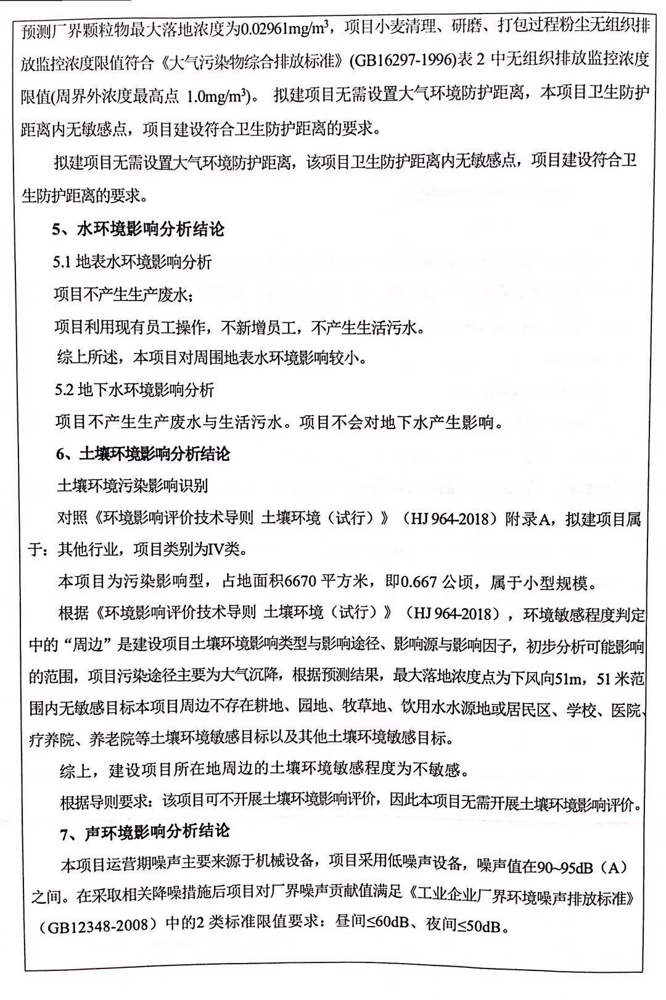 预测厂界颗粒物最大落地浓度为0.02961mg/m³，项目小麦清理、研磨、打包过程粉尘无组织排
放监控浓度限值符合《大气污染物综合排放标准》(GB16297-1996)表 2 中无组织排放监控浓度
限值(周界外浓度最高点 1.0mg/m³)。 拟建项目无需设置大气环境防护距离，本项目卫生防护
距离内无敏感点，项目建设符合卫生防护距离的要求。
拟建项目无需设置大气环境防护距离，该项目卫生防护距离内无敏感点，项目建设符合卫
生防护距离的要求。
5、水环境影响分析结论
5.1 地表水环境影响分析
项目不产生生产废水；
项目利用现有员工操作，不新增员工，不产生生活污水。
综上所述，本项目对周围地表水环境影响较小。
5.2 地下水环境影响分析
项目不产生生产废水与生活污水。项目不会对地下水产生影响。
6、土壤环境影响分析结论
土壤环境污染影响识别
对照《环境影响评价技术导则 土壤环境（试行）》（HJ 964-2018）附录A，拟建项目属
于：其他行业，项目类别为IV类。
本项目为污染影响型，占地面积6670 平方米，即0.667 公顷，属于小型规模。
根据《环境影响评价技术导则 土壤环境（试行）》（HJ 964-2018），环境敏感程度判定
中的“周边”是建设项目土壤环境影响类型与影响途径、影响源与影响因子，初步分析可能影响
的范围，项目污染途径主要为大气沉降，根据预测结果，最大落地浓度点为下风向51m，51 米范
围内无敏感目标本项目周边不存在耕地、园地、牧草地、饮用水水源地或居民区、学校、医院、
疗养院、养老院等土壤环境敏感目标以及其他土壤环境敏感目标。
综上，建设项目所在地周边的土壤环境敏感程度为不敏感。
根据导则要求：该项目可不开展土壤环境影响评价，因此本项目无需开展土壤环境影响评价。
7、声环境影响分析结论
本项目运营期噪声主要来源于机械设备，项目采用低噪声设备，噪声值在90~95dB（A）
之间。在采取相关降噪措施后项目对厂界噪声贡献值满足《工业企业厂界环境噪声排放标准》
（GB12348-2008）中的2 类标准限值要求：昼间≤60dB、夜间≤50dB。